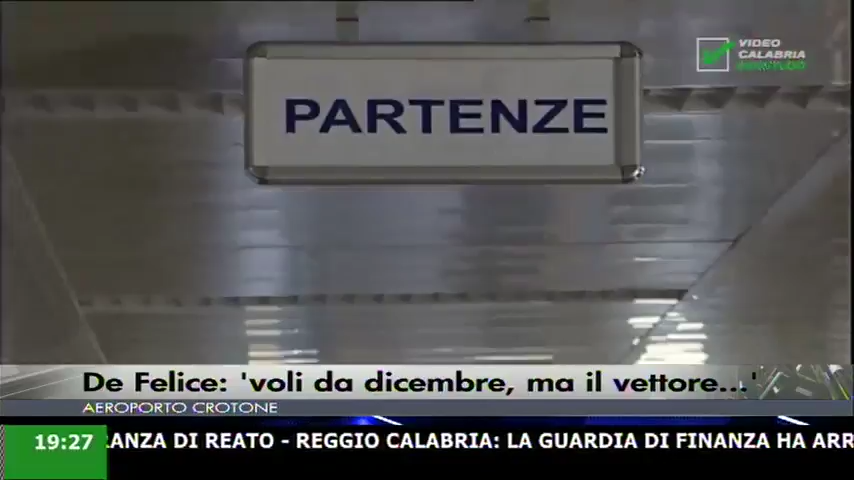 VIDEO
CALABRIA
PARTENZE
De Felice: 'voli da dicembre, ma il vettore...'
AEROPORTO CROTONE
19:27
RANZA DI REATO - REGGIO CALABRIA: LA GUARDIA DI FINANZA HA ARR